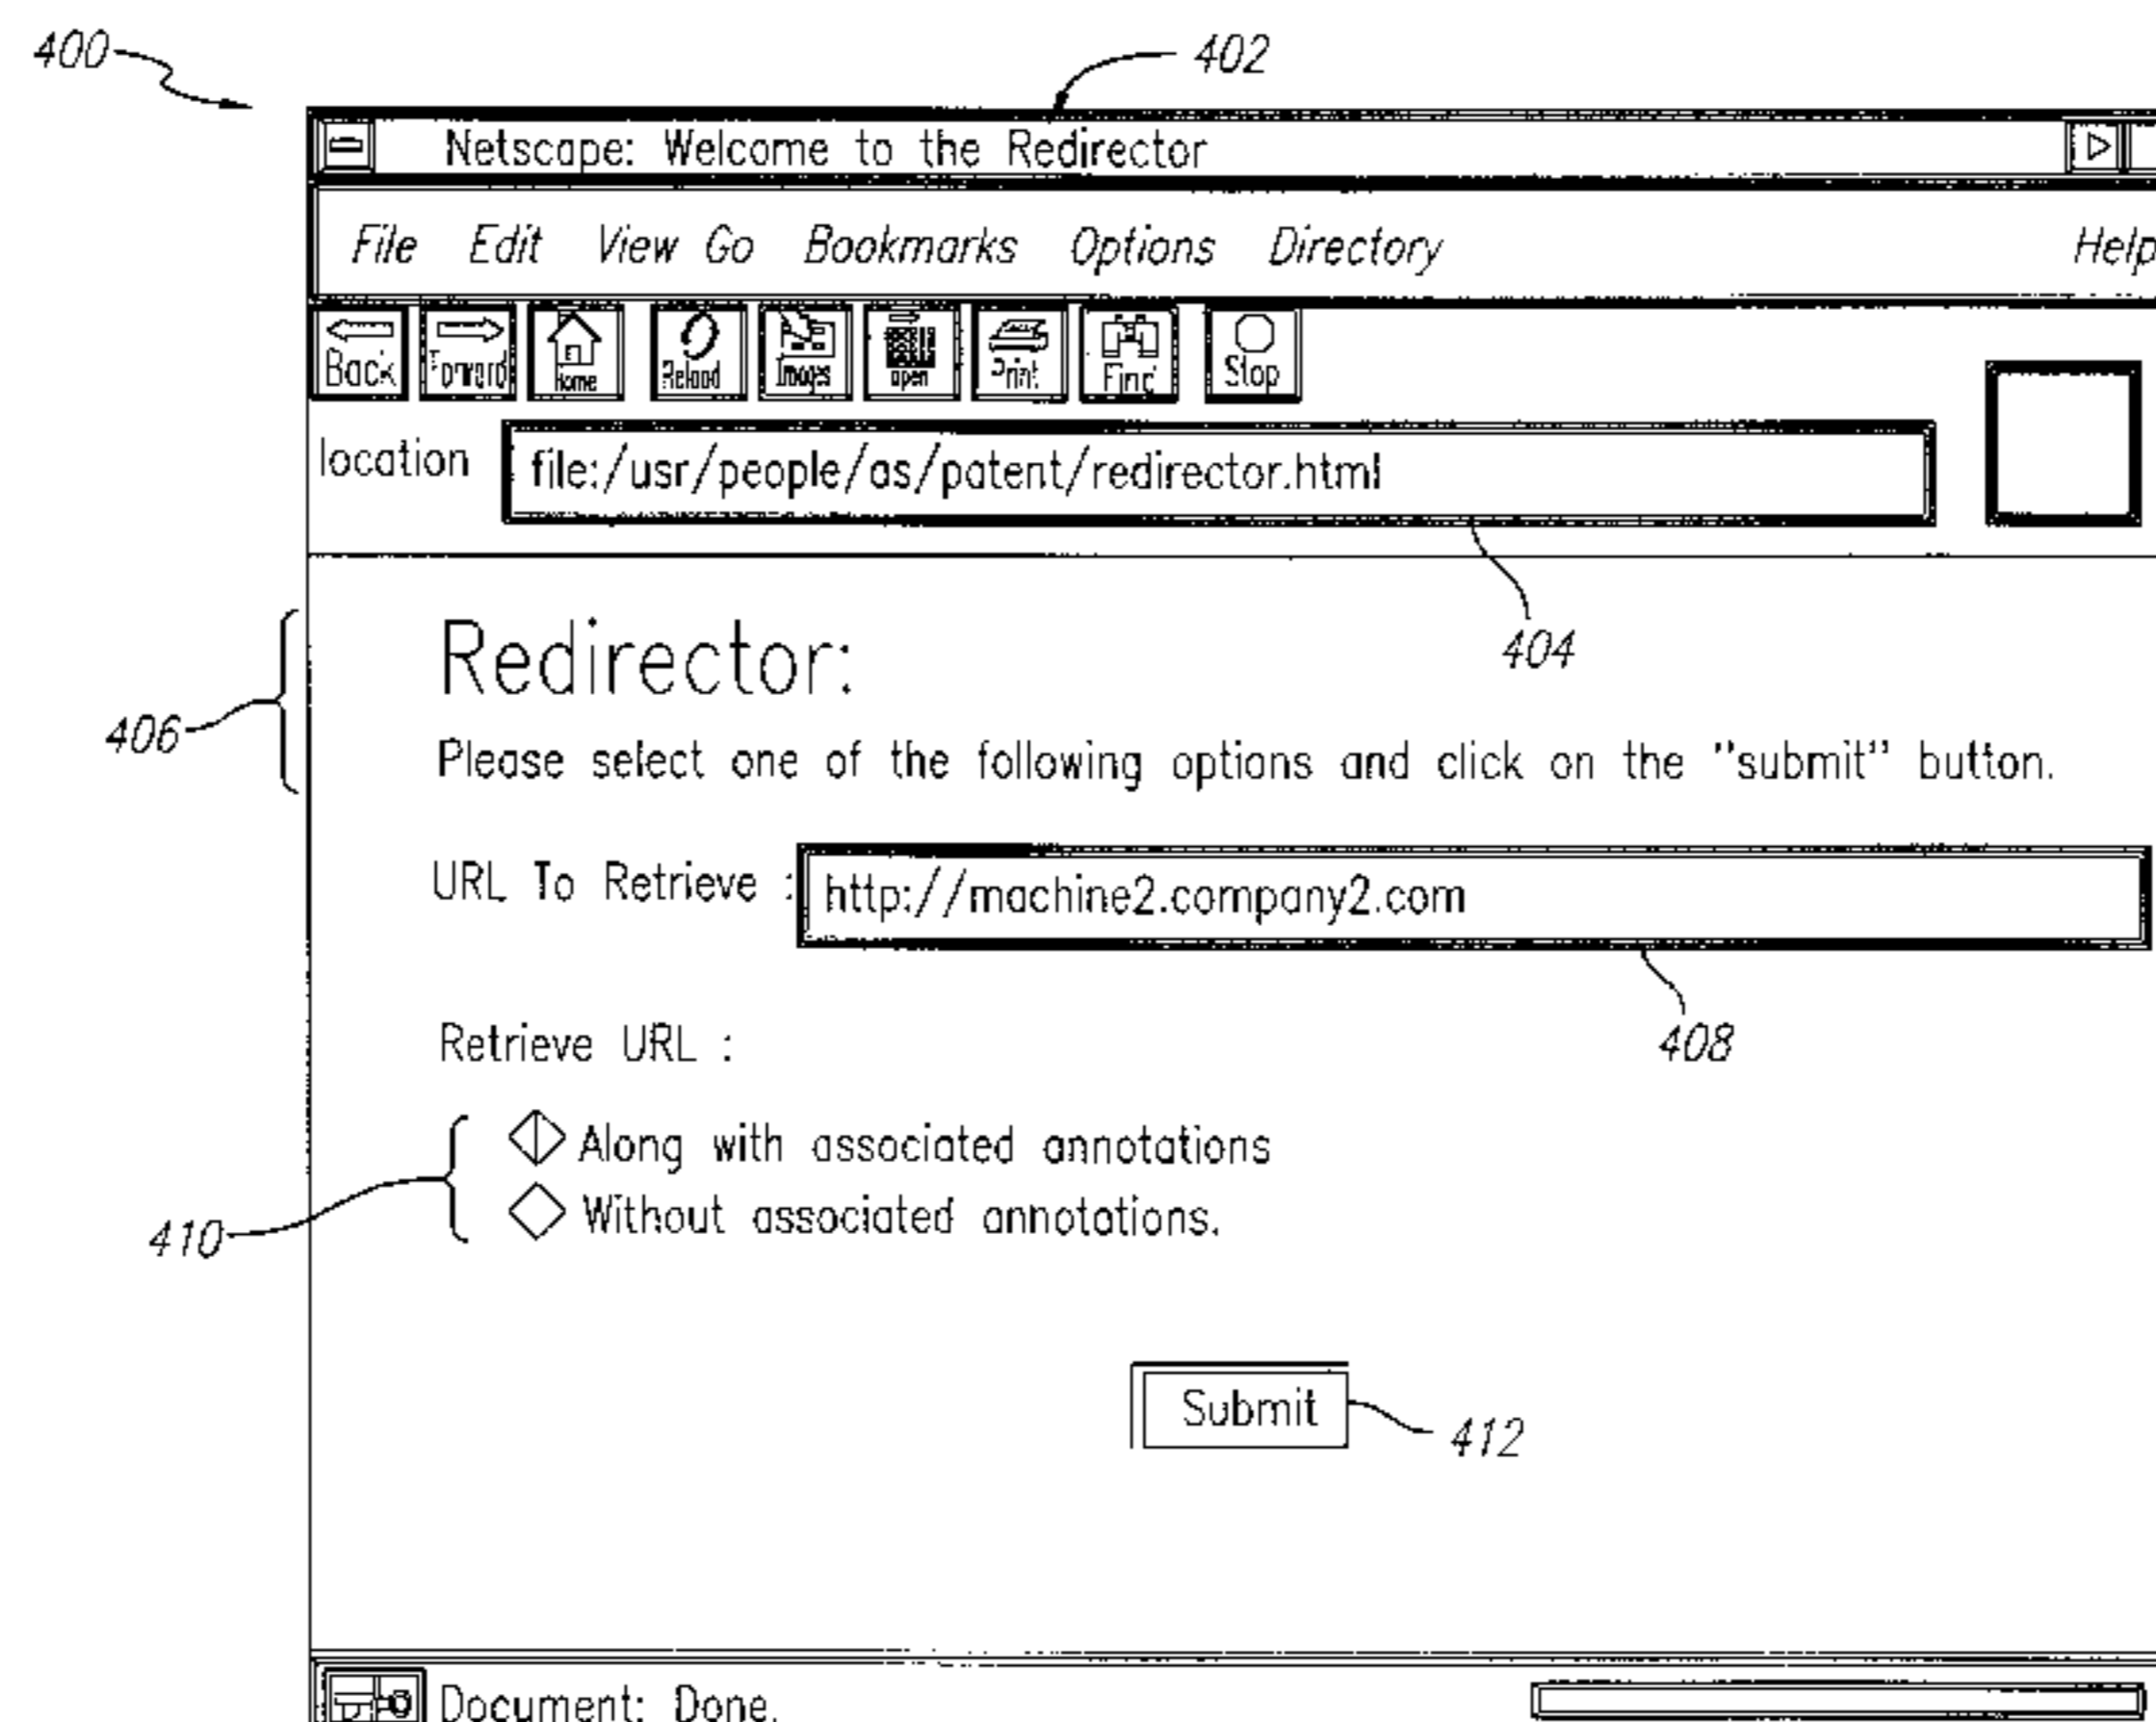 400
402
Netscape: Welcome to the Redirector
File Edit View Go Bookmarks Options Directory Help
Back Forward Home Reload Images open Print Find Stop
location file:/usr/people/as/patent/redirector.html
404
Redirector:
406
Please select one of the following options and click on the "submit" button.
URL To Retrieve : http://machine2.company2.com
408
Retrieve URL :
Along with associated annotations
Without associated annotations.
410
Submit
412
Document: Done.